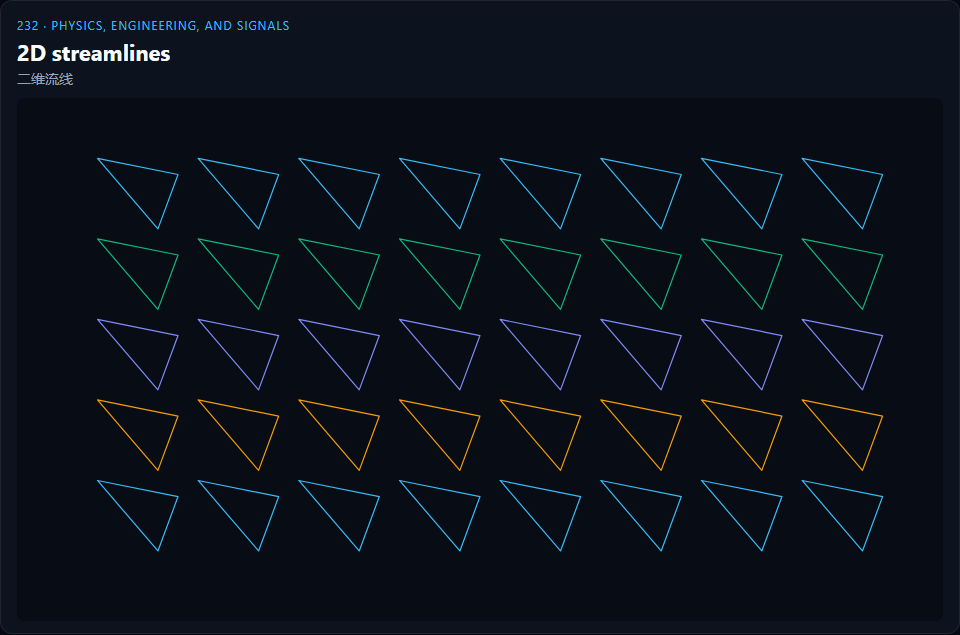 232 · PHYSICS, ENGINEERING, AND SIGNALS
2D streamlines
二维流线